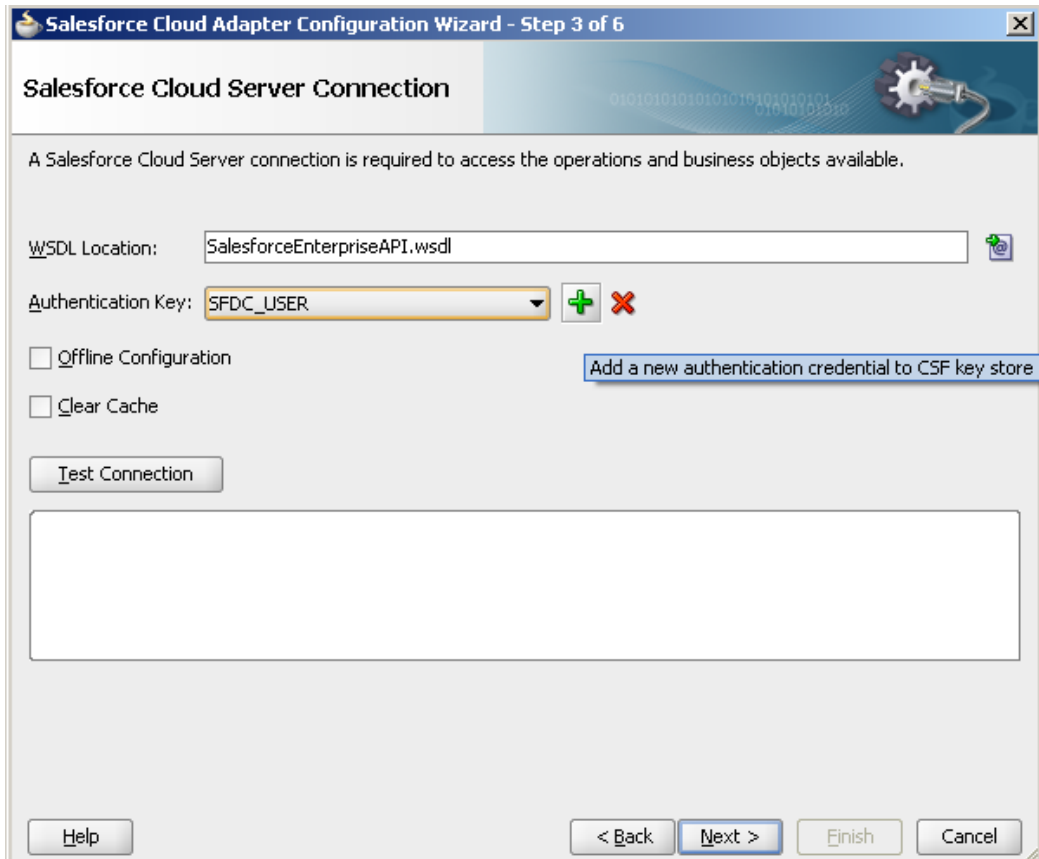 Salesforce Cloud Adapter Configuration Wizard - Step 3 of 6
Salesforce Cloud Server Connection
A Salesforce Cloud Server connection is required to access the operations and business objects available.
WSDL Location: SalesforceEnterpriseAPI.wsdl
Authentication Key: SFDC_USER
Offline Configuration
Add a new authentication credential to CSF key store
Clear Cache
Test Connection
Help < Back Next > Finish Cancel